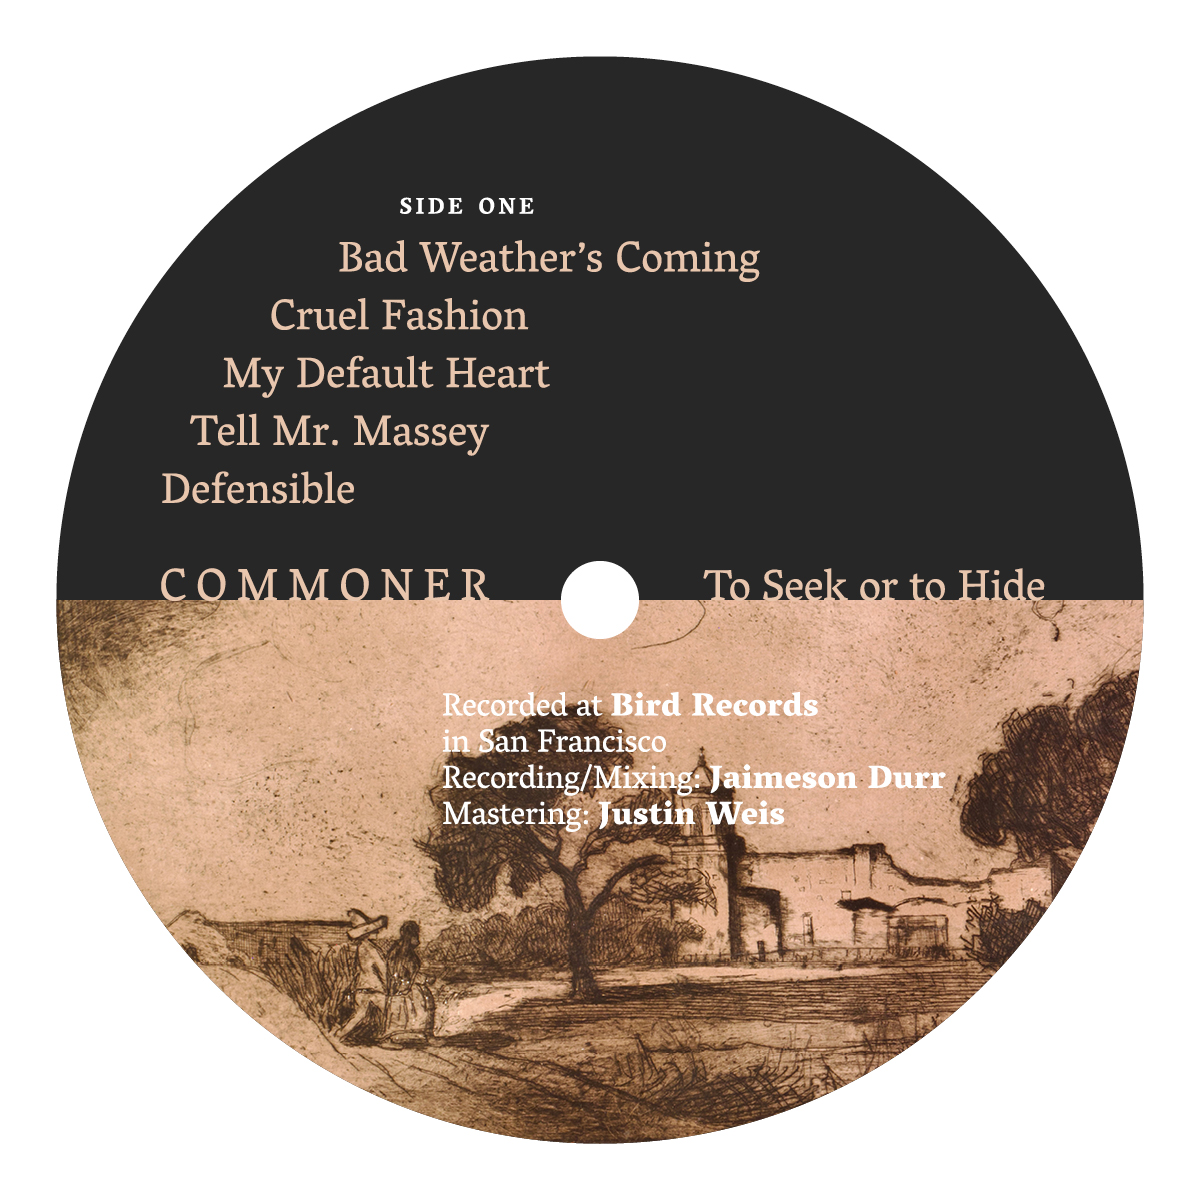 SIDE ONE
Bad Weather’s Coming
Cruel Fashion
My Default Heart
Tell Mr. Massey
Defensible
COMMONER
To Seek or to Hide
Recorded at Bird Records
in San Francisco
Recording/Mixing: Jaimeson Durr
Mastering: Justin Weis